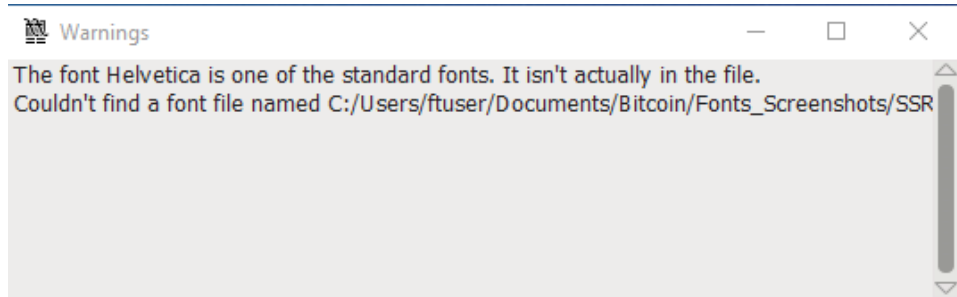 Warnings
The font Helvetica is one of the standard fonts. It isn't actually in the file.
Couldn't find a font file named C:/Users/ftuser/Documents/Bitcoin/Fonts_Screenshots/SSR